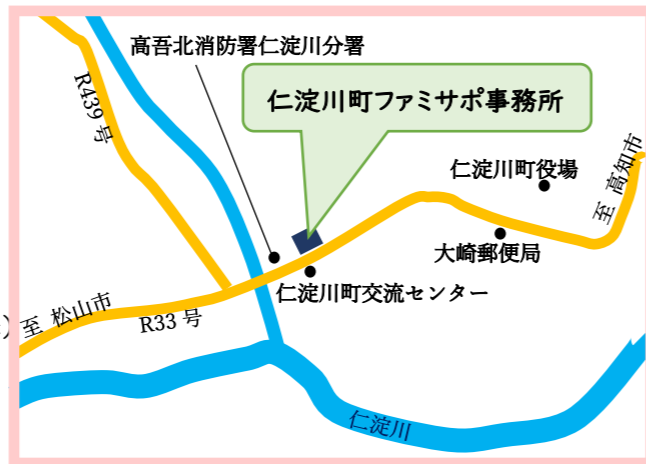 高吾北消防署仁淀川分署
R439号
仁淀川町ファミサポ事務所
仁淀川町役場
至 高知市
大崎郵便局
仁淀川町交流センター
）至 松山市
R33 号
仁淀川